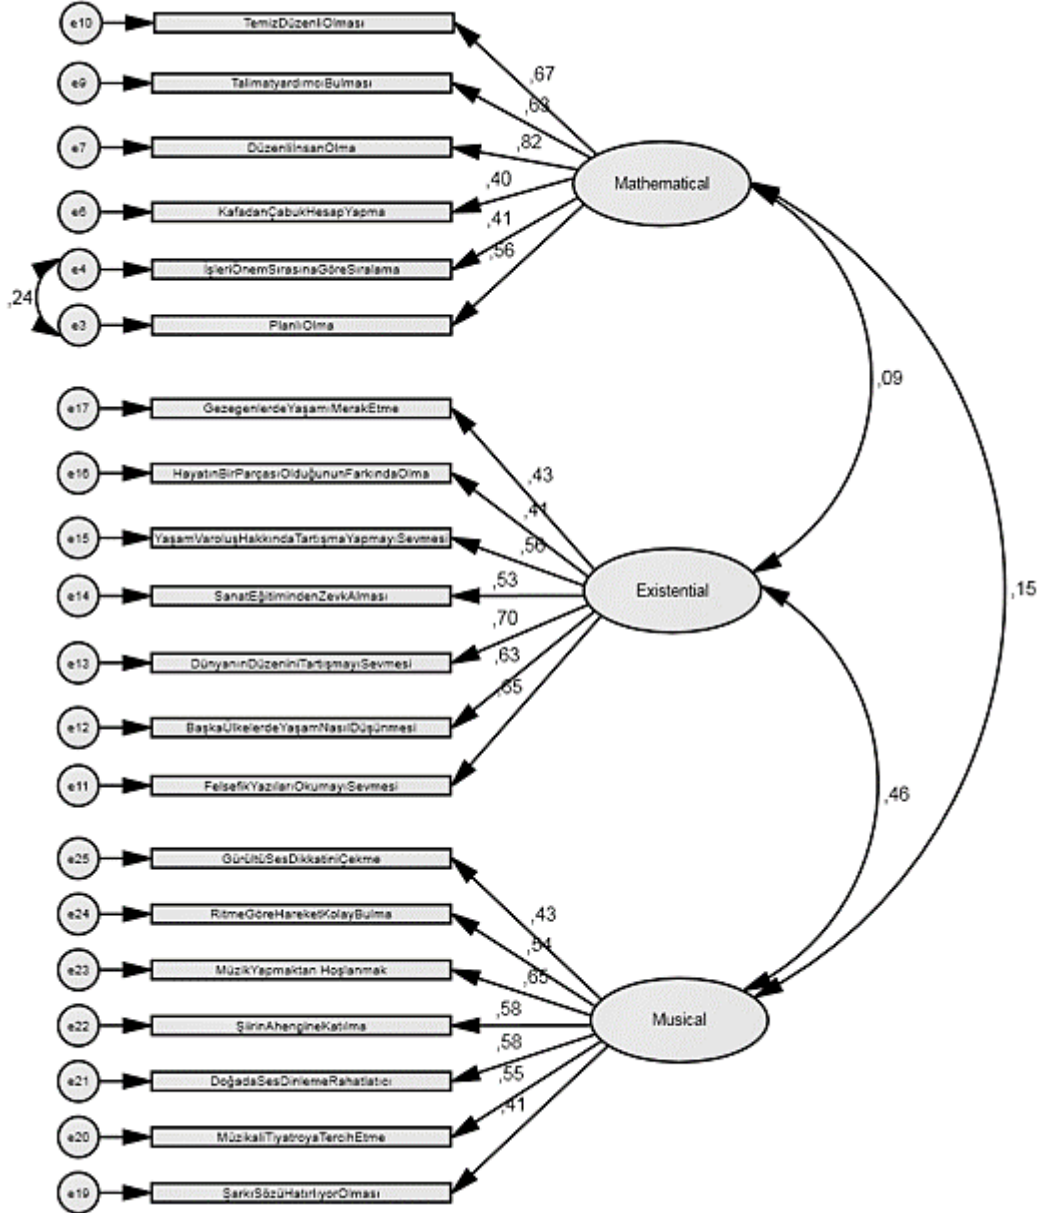 e10 TemizDüzenliOlması
,67
e9 TalimatyardımcıBulması
,63
e7 DüzenliİnsanOlma
,82
Mathematical
e6 KafadanÇabukHesapYapma
,40
,41
e4 İşleriÖnemSırasınaGöreSıralama
,56
,24
e3 PlanlıOlma
,09
e17 GezegenlerdeYaşamıMerakEtme
,43
e16 HayatınBirParçasıOlduğununFarkındaOlma
,41
e15 YaşamVaroluşHakkındaTartışmaYapmayıSevmesi
,56
e14 SanatEğitimindenZevkAlması
,53
Existential
,15
,70
e13 DünyanınDüzeniniTartışmayıSevmesi
,63
,65
e12 BaşkaÜlkelerdeYaşamNasılDüşünmesi
e11 FelsefikYazılarıOkumayıSevmesi
,46
e25 GürültüSesDikkatiniÇekme
,43
e24 RitmeGöreHareketKolayBulma
,54
e23 MüzikYapmaktan Hoşlanmak
,65
e22 ŞiirinAhengineKatılma
,58
Musical
,58
e21 DoğadaSesDinlemeRahatlatıcı
,55
,41
e20 MüzikaliTiyatroyaTercihEtme
e19 ŞarkıSözüHatırlıyorOlması